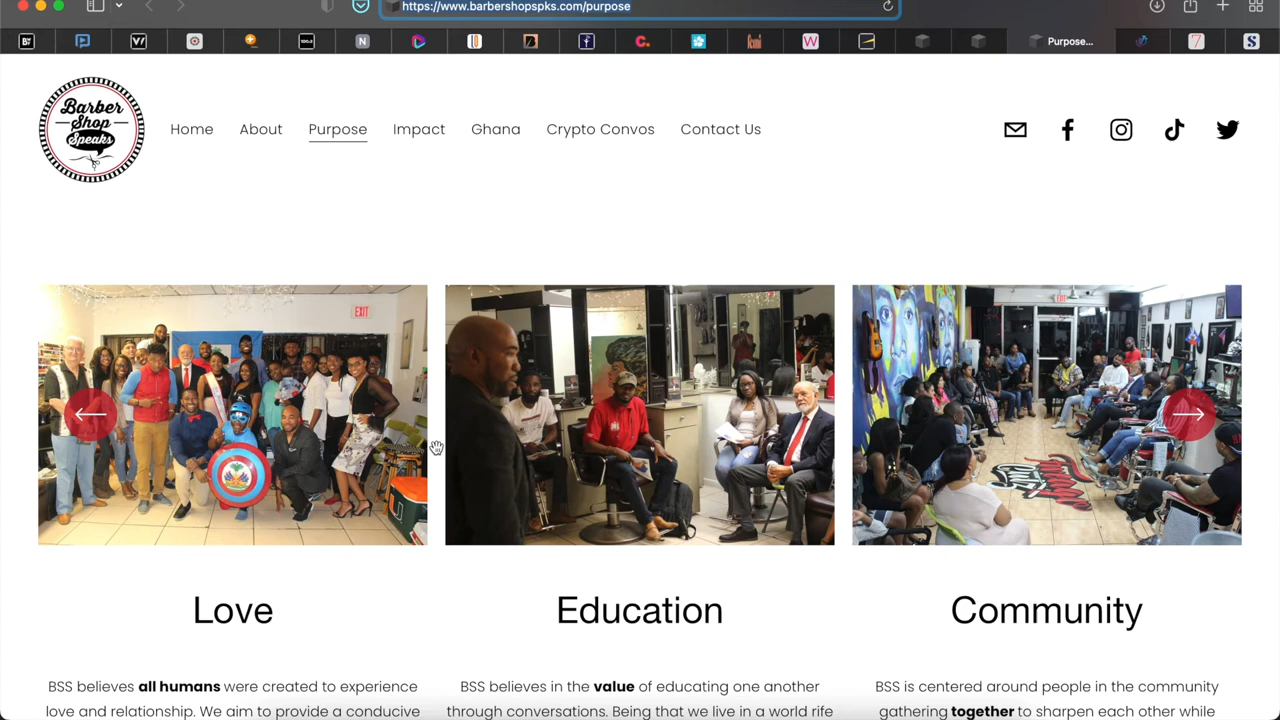 https://www.barbershopspks.com/purpose
Purpose...
Barber
Shop
Speaks
Home
About
Purpose
Impact
Ghana
Crypto Convos
Contact Us
EXIT
EXIT
Love
Education
Community
BSS believes all humans were created to experience
love and relationship. We aim to provide a conducive
BSS believes in the value of educating one another
through conversations. Being that we live in a world rife
BSS is centered around people in the community
gathering together to sharpen each other while